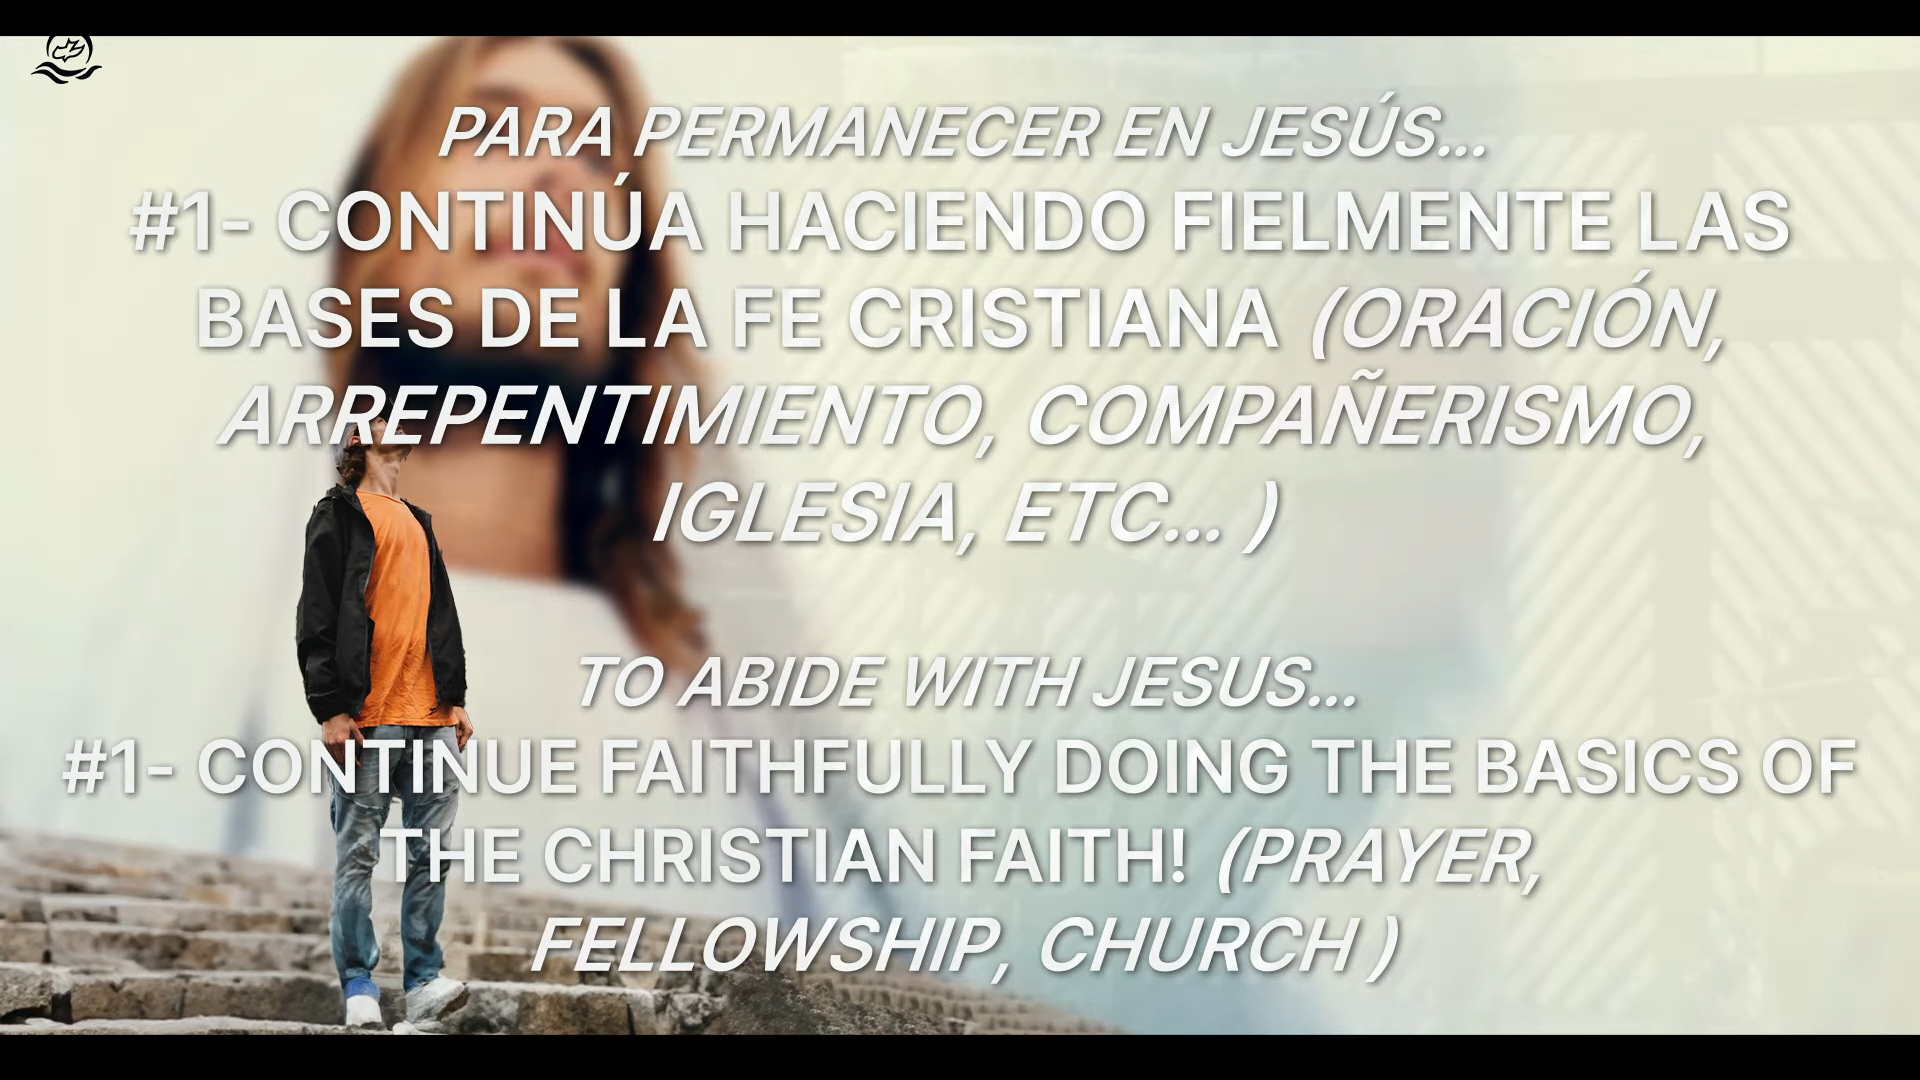 PARA PERMANECER EN JESÚS...
#1- CONTINÚA HACIENDO FIELMENTE LAS
BASES DE LA FE CRISTIANA (ORACIÓN,
ARREPENTIMIENTO, COMPAÑERISMO,
IGLESIA, ETC... )
TO ABIDE WITH JESUS...
#1- CONTINUE FAITHFULLY DOING THE BASICS OF
THE CHRISTIAN FAITH! (PRAYER,
FELLOWSHIP, CHURCH )